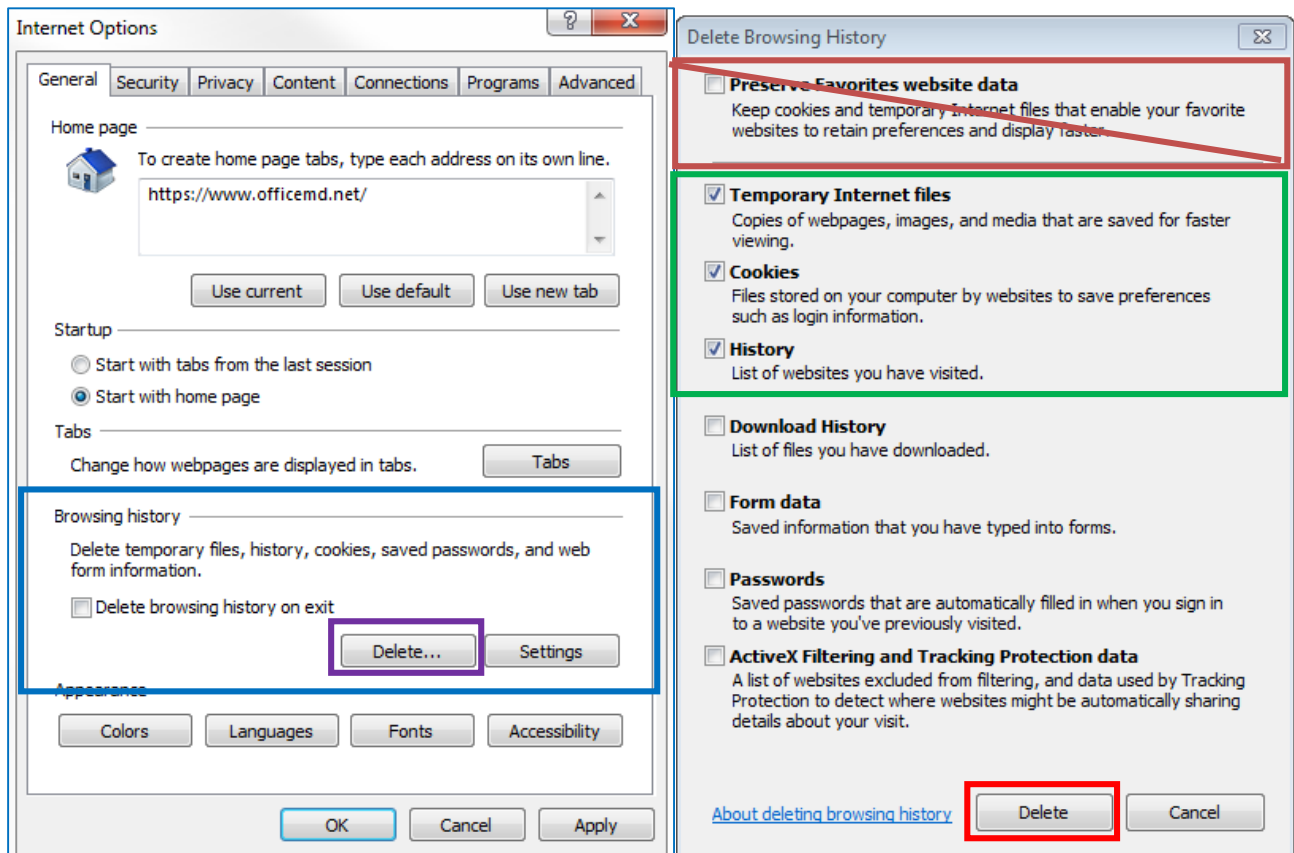 Internet Options
General Security Privacy Content Connections Programs Advanced
Home page
To create home page tabs, type each address on its own line.
https://www.officemd.net/
Use current Use default Use new tab
Startup
Start with tabs from the last session
Start with home page
Tabs
Change how webpages are displayed in tabs.
Tabs
Browsing history
Delete temporary files, history, cookies, saved passwords, and web
form information.
Delete browsing history on exit
Delete... Settings
Appearance
Colors Languages Fonts Accessibility
OK Cancel Apply
Delete Browsing History
Preserve Favorites website data
Keep cookies and temporary Internet files that enable your favorite
websites to retain preferences and display faster.
Temporary Internet files
Copies of webpages, images, and media that are saved for faster
viewing.
Cookies
Files stored on your computer by websites to save preferences
such as login information.
History
List of websites you have visited.
Download History
List of files you have downloaded.
Form data
Saved information that you have typed into forms.
Passwords
Saved passwords that are automatically filled in when you sign in
to a website you've previously visited.
ActiveX Filtering and Tracking Protection data
A list of websites excluded from filtering, and data used by Tracking
Protection to detect where websites might be automatically sharing
details about your visit.
About deleting browsing history Delete Cancel